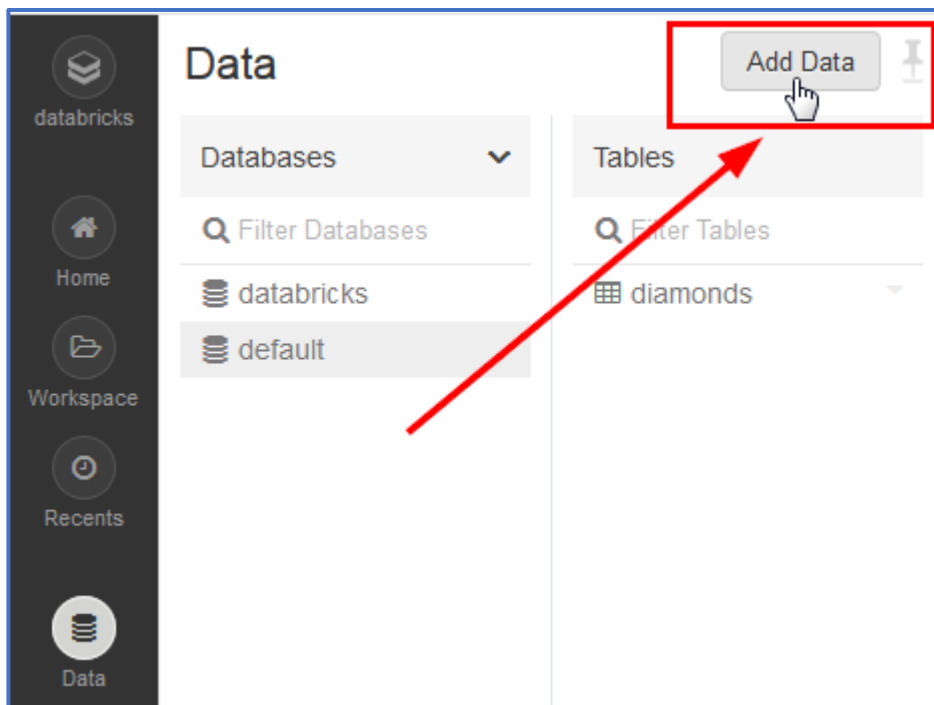 databricks
Home
Workspace
Recents
Data
Data
Add Data
Databases
Filter Databases
databricks
default
Tables
Filter Tables
diamonds